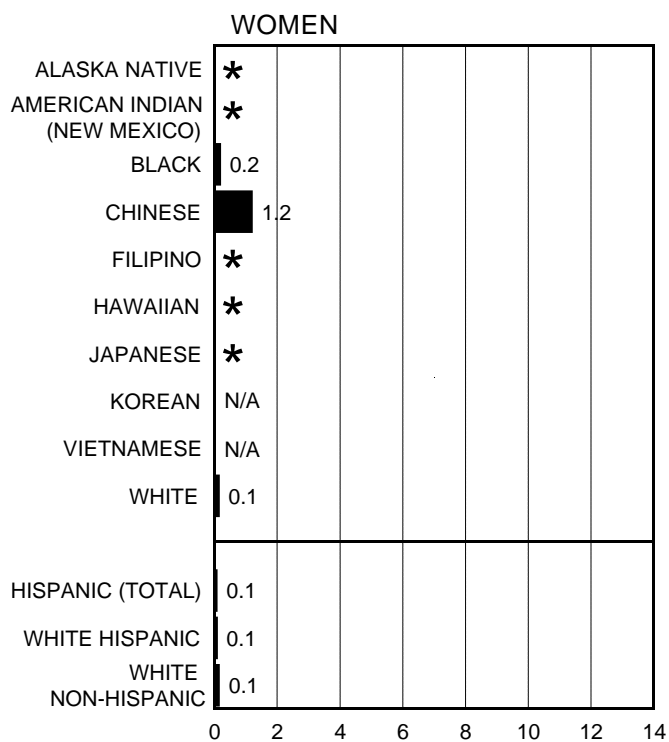 WOMEN
ALASKA NATIVE *
AMERICAN INDIAN
(NEW MEXICO) *
BLACK 0.2
CHINESE 1.2
FILIPINO *
HAWAIIAN *
JAPANESE *
KOREAN N/A
VIETNAMESE N/A
WHITE 0.1
HISPANIC (TOTAL) 0.1
WHITE HISPANIC 0.1
WHITE
NON-HISPANIC 0.1
0 2 4 6 8 10 12 14